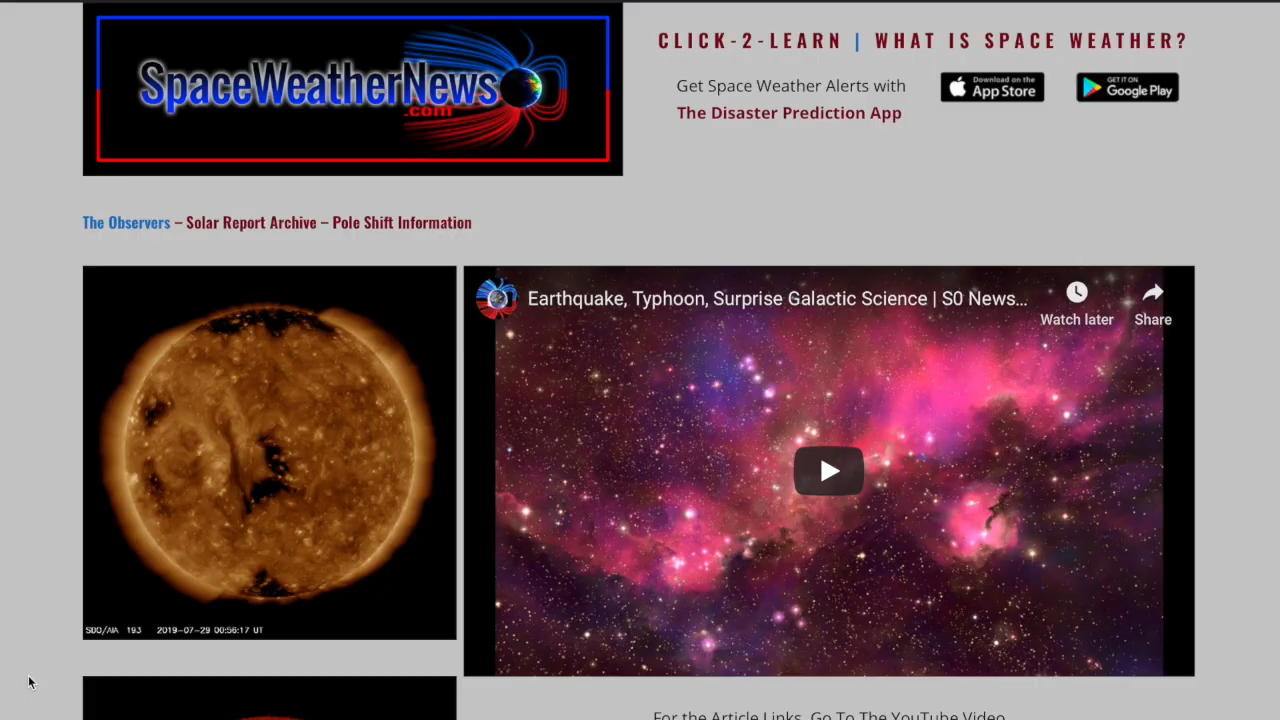 SpaceWeatherNews
.com
CLICK-2-LEARN | WHAT IS SPACE WEATHER?
Get Space Weather Alerts with
The Disaster Prediction App
Download on the
App Store
GET IT ON
Google Play
The Observers – Solar Report Archive – Pole Shift Information
Earthquake, Typhoon, Surprise Galactic Science | S0 News...
Watch later
Share
SDO/AIA 193 2019-07-29 00:56:17 UT
For the Article Links, Go To The YouTube Video